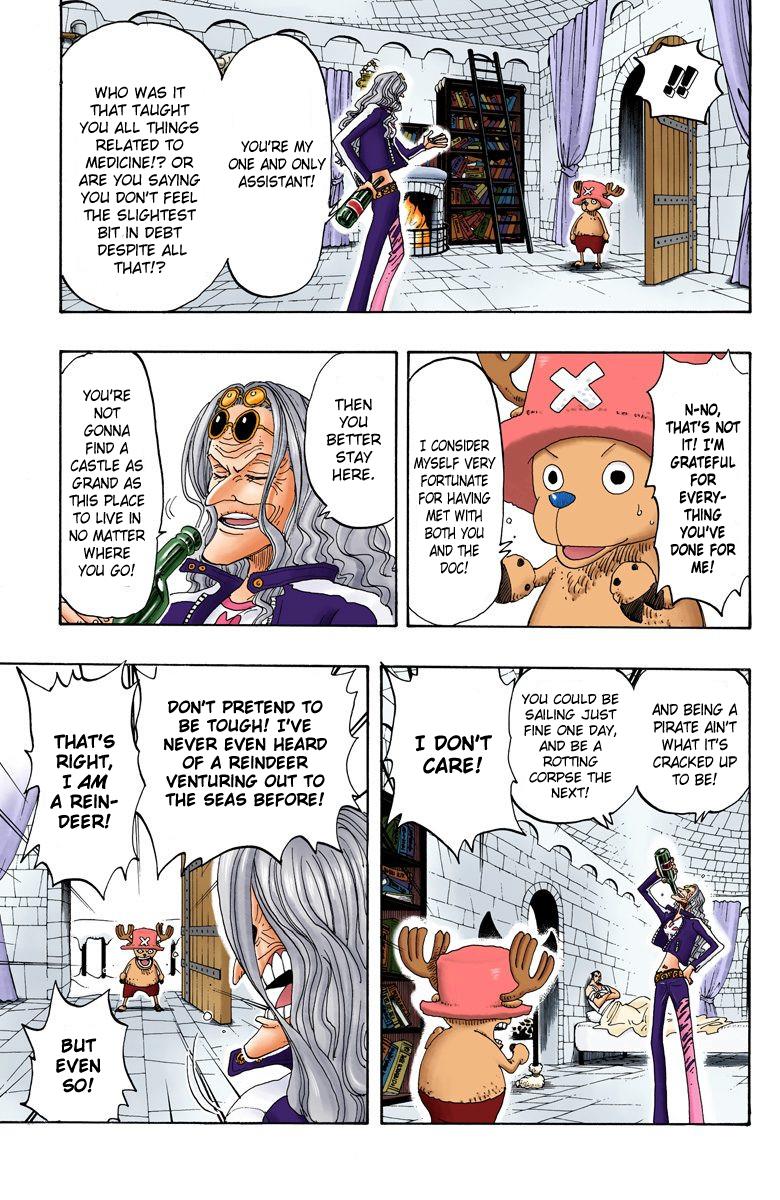 !!
YOU'RE MY
ONE AND ONLY
ASSISTANT!
WHO WAS IT
THAT TAUGHT
YOU ALL THINGS
RELATED TO
MEDICINE!? OR
ARE YOU SAYING
YOU DON'T FEEL
THE SLIGHTEST
BIT IN DEBT
DESPITE ALL
THAT!?
N-NO,
THAT'S NOT
IT! I'M
GRATEFUL
FOR
EVERY-
THING
YOU'VE
DONE FOR
ME!
I CONSIDER
MYSELF VERY
FORTUNATE
FOR HAVING
MET WITH
BOTH YOU
AND THE
DOC!
THEN
YOU
BETTER
STAY
HERE.
YOU'RE
NOT
GONNA
FIND A
CASTLE AS
GRAND AS
THIS PLACE
TO LIVE IN
NO MATTER
WHERE
YOU GO!
AND BEING A
PIRATE AIN'T
WHAT IT'S
CRACKED UP
TO BE!
YOU COULD BE
SAILING JUST
FINE ONE DAY,
AND BE A
ROTTING
CORPSE THE
NEXT!
I DON'T
CARE!
DON'T PRETEND TO
BE TOUGH! I'VE
NEVER EVEN HEARD
OF A REINDEER
VENTURING OUT TO
THE SEAS BEFORE!
THAT'S
RIGHT,
I AM
A REIN-
DEER!
BUT
EVEN
SO!